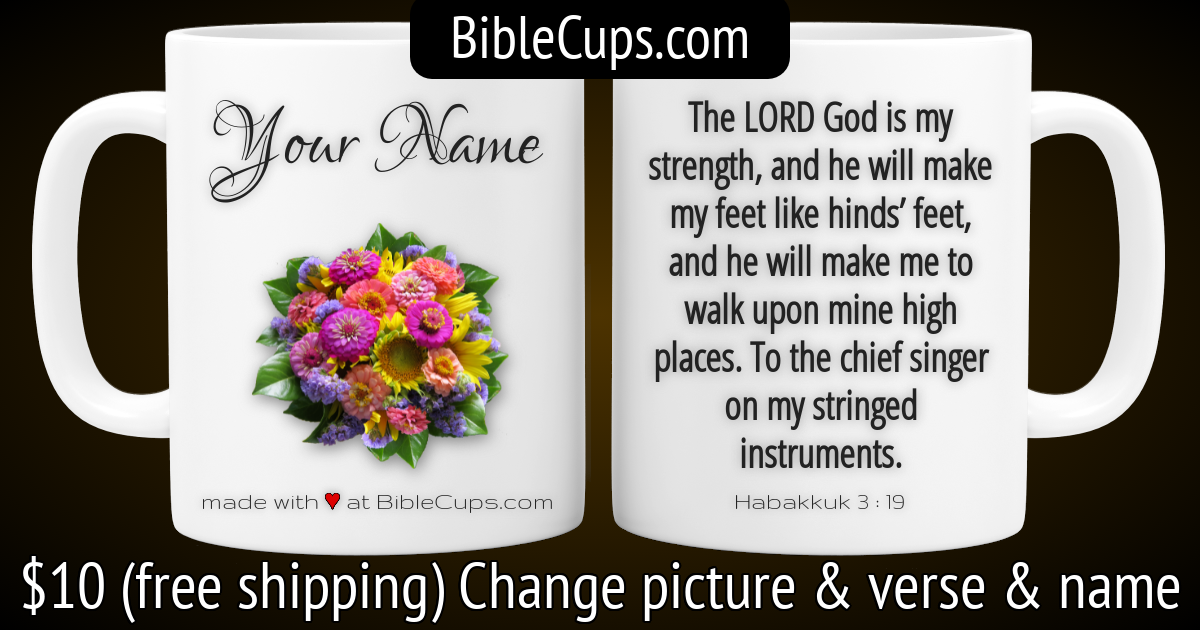 BibleCups.com
Your Name
made with ♥ at BibleCups.com
The LORD God is my
strength, and he will make
my feet like hinds’ feet,
and he will make me to
walk upon mine high
places. To the chief singer
on my stringed
instruments.
Habakkuk 3 : 19
$10 (free shipping) Change picture & verse & name